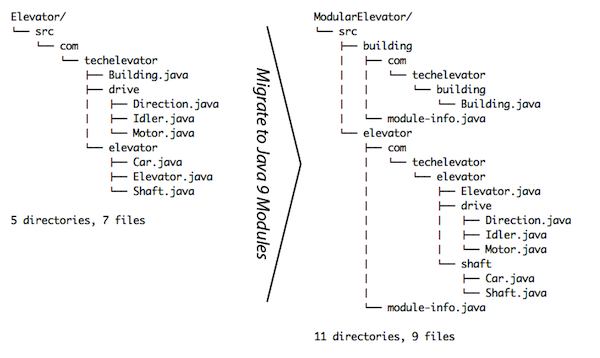 Elevator/
└── src
    └── com
        └── techelevator
            ├── Building.java
            ├── drive
            │   ├── Direction.java
            │   ├── Idler.java
            │   └── Motor.java
            └── elevator
                ├── Car.java
                ├── Elevator.java
                └── Shaft.java

5 directories, 7 files
Migrate to Java 9 Modules
ModularElevator/
└── src
    ├── building
    │   ├── com
    │   │   └── techelevator
    │   │       └── building
    │   │           └── Building.java
    │   └── module-info.java
    └── elevator
        ├── com
        │   └── techelevator
        │       └── elevator
        │           ├── Elevator.java
        │           ├── drive
        │           │   ├── Direction.java
        │           │   ├── Idler.java
        │           │   └── Motor.java
        │           └── shaft
        │               ├── Car.java
        │               └── Shaft.java
        └── module-info.java

11 directories, 9 files